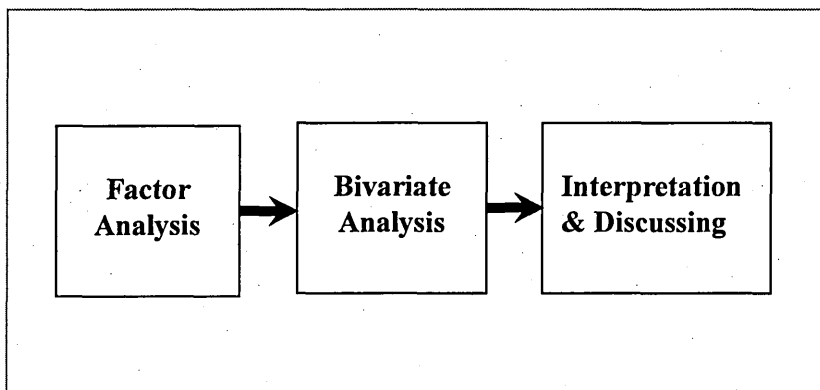 Factor
Analysis
Bivariate
Analysis
Interpretation
& Discussing